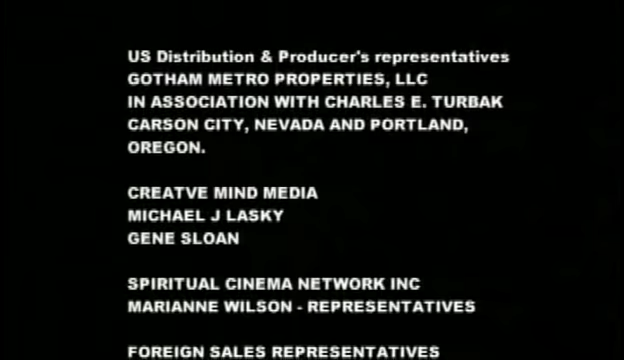 US Distribution & Producer's representatives
GOTHAM METRO PROPERTIES, LLC
IN ASSOCIATION WITH CHARLES E. TURBAK
CARSON CITY, NEVADA AND PORTLAND,
OREGON.
CREATVE MIND MEDIA
MICHAEL J LASKY
GENE SLOAN
SPIRITUAL CINEMA NETWORK INC
MARIANNE WILSON - REPRESENTATIVES
FOREIGN SALES REPRESENTATIVES